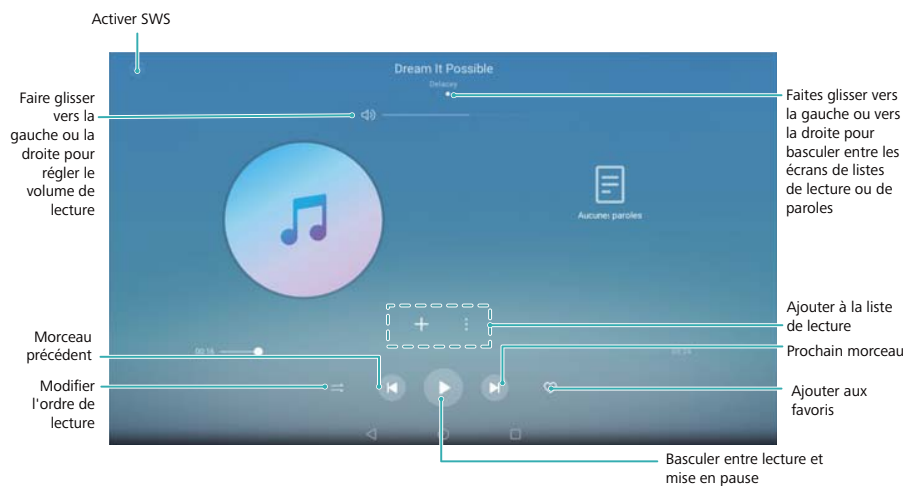 Activer SWS
Dream It Possible
Delacey
Faire glisser
vers la
gauche ou la
droite pour
régler le
volume de
lecture
Faites glisser vers
la gauche ou vers
la droite pour
basculer entre les
écrans de listes
de lecture ou de
paroles
Aucune: paroles
Ajouter à la liste
de lecture
Morceau
précédent
00:16
Prochain morceau
Modifier
l'ordre de
lecture
Ajouter aux
favoris
Basculer entre lecture et
mise en pause